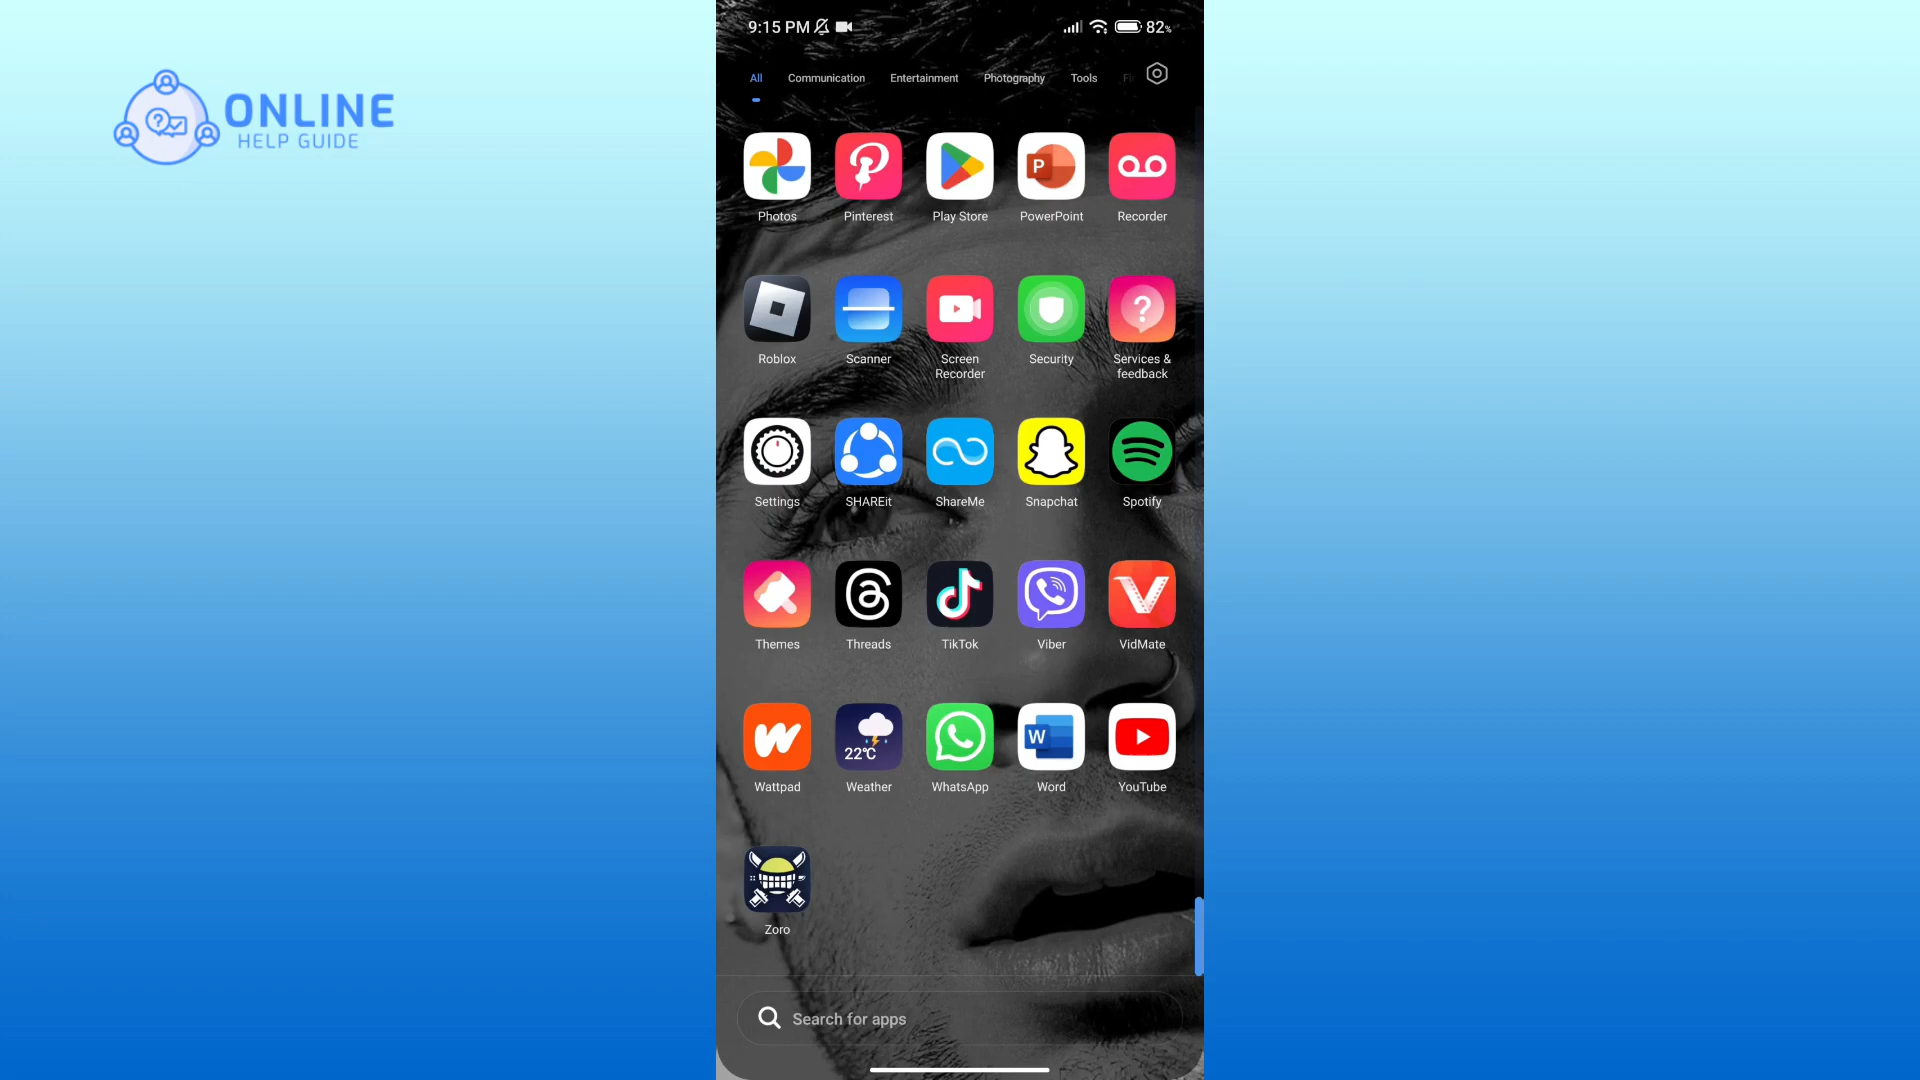 ONLINE
HELP GUIDE
9:15 PM 82%
All Communication Entertainment Photography Tools
Photos Pinterest Play Store PowerPoint Recorder
Roblox Scanner Screen Recorder Security Services & feedback
22°C
Settings SHAREit ShareMe Snapchat Spotify
Themes Threads TikTok Viber VidMate
Wattpad Weather WhatsApp Word YouTube
Zoro
Search for apps